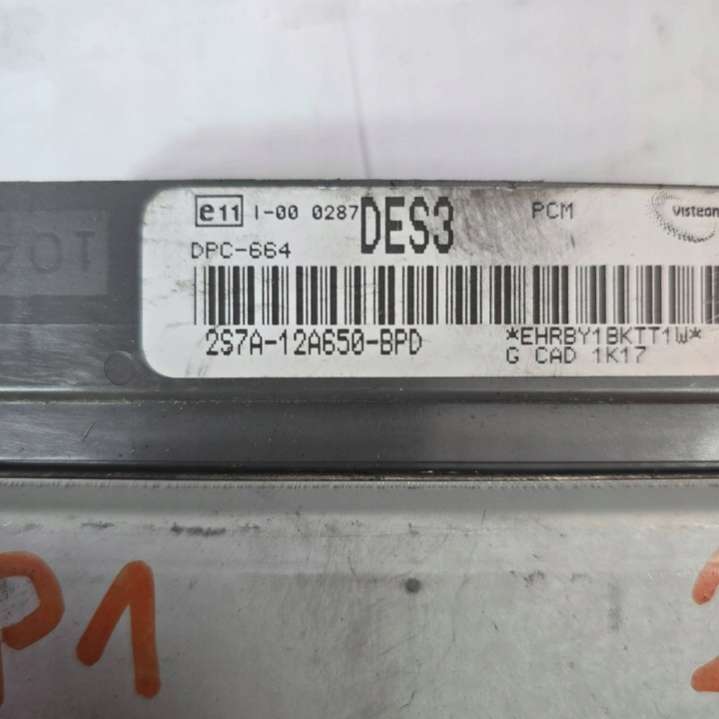 e11 I-00 0287 DES3 PCM visteon
DPC-664
2S7A-12A650-BPD *EHRBY1BKTT1W*
G CAD 1K17
P1